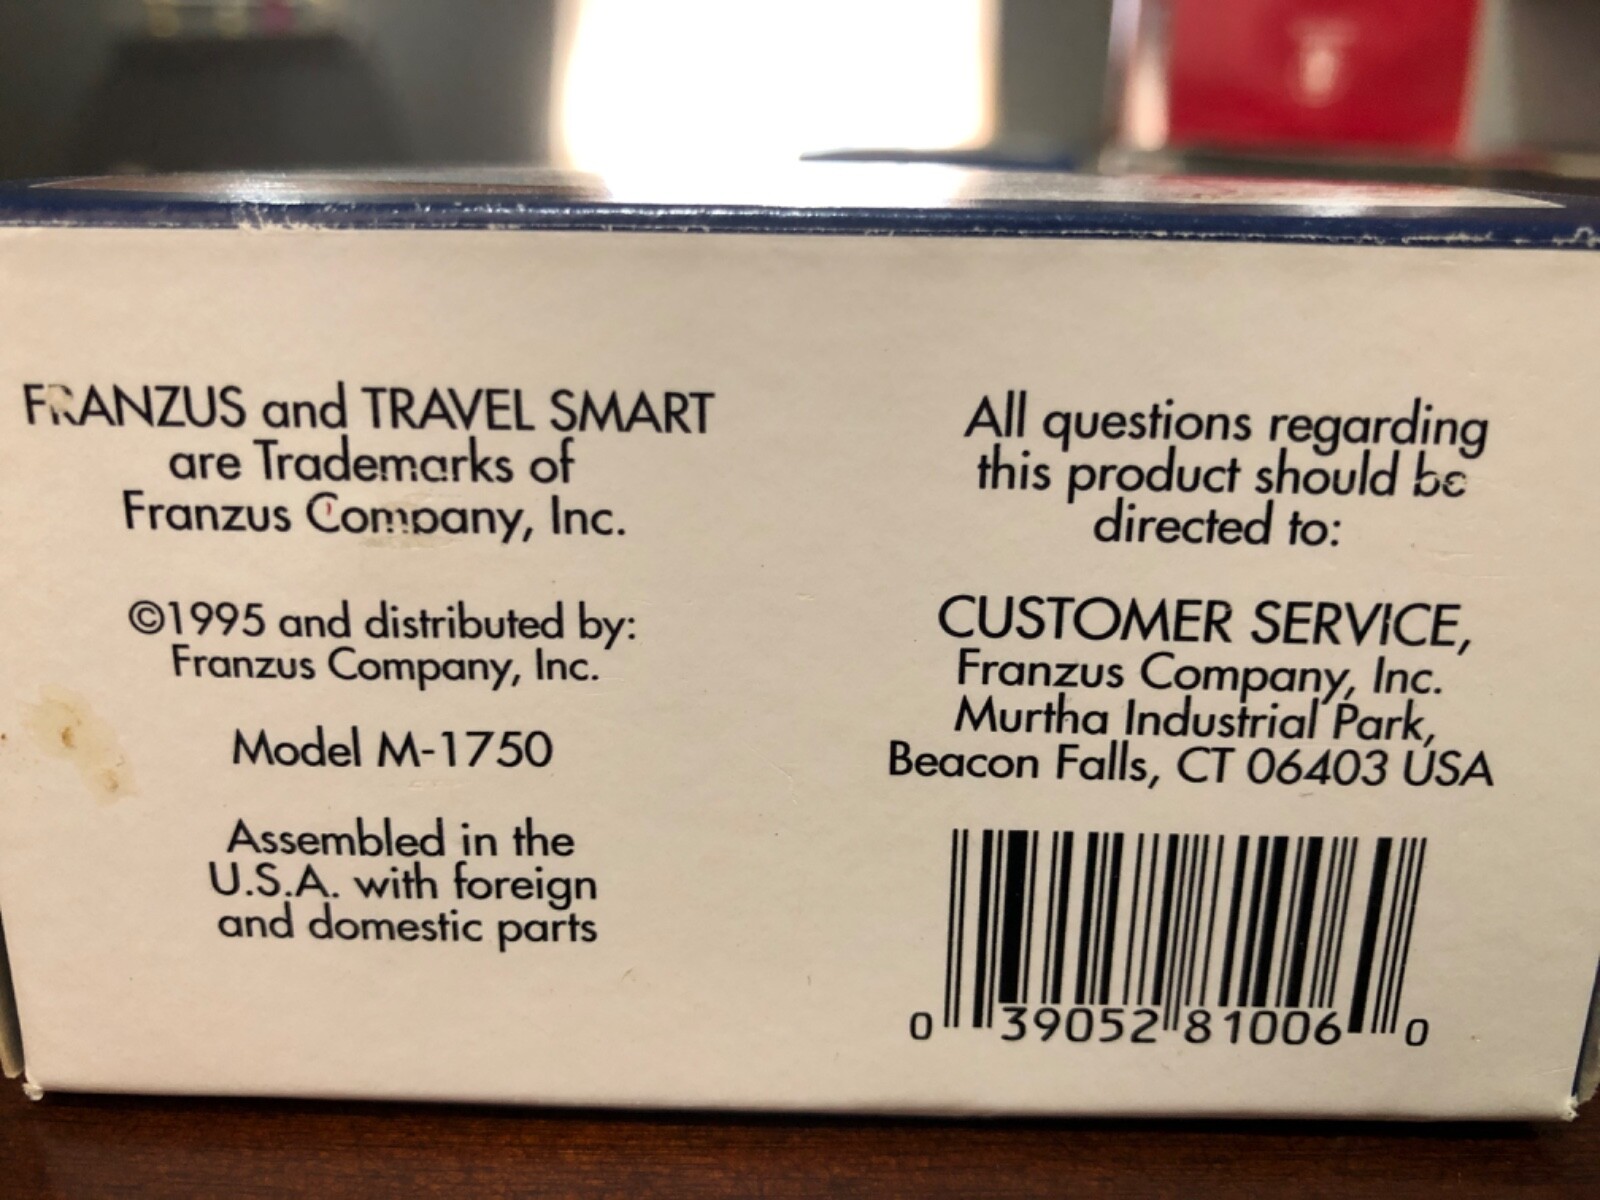 FRANZUS and TRAVEL SMART
are Trademarks of
Franzus Company, Inc.
©1995 and distributed by:
Franzus Company, Inc.
Model M-1750
Assembled in the
U.S.A. with foreign
and domestic parts
All questions regarding
this product should be
directed to:
CUSTOMER SERVICE,
Franzus Company, Inc.
Murtha Industrial Park,
Beacon Falls, CT 06403 USA
0 39052 81006 0